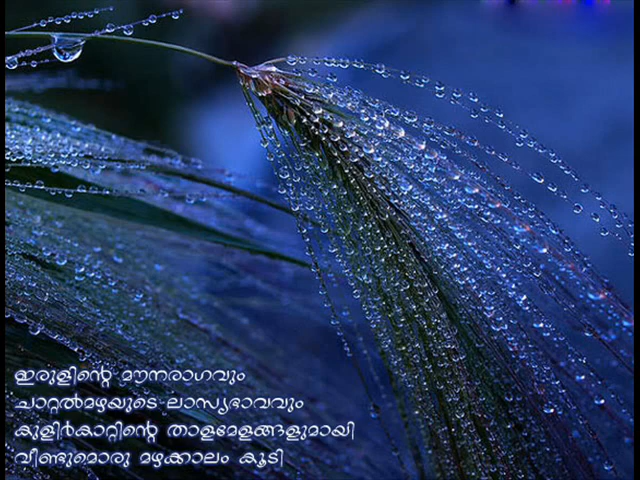 ഇരുളിന്റെ മൗനരാഗവും
ചാറ്റൽമഴയുടെ ലാസ്യഭാവവും
കുളിർകാറ്റിന്റെ താളമേളങ്ങളുമായി
വീണ്ടുമൊരു മഴക്കാലം കൂടി